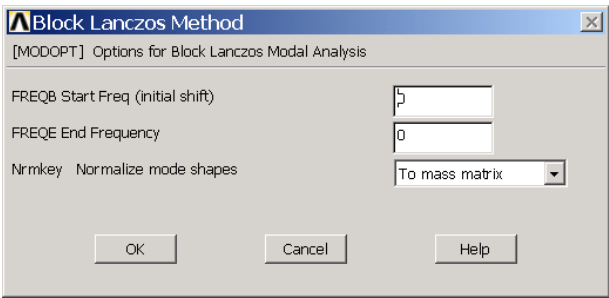 Block Lanczos Method
[MODOPT] Options for Block Lanczos Modal Analysis
FREQB Start Freq (initial shift)
FREQE End Frequency
0
Nrmkey Normalize mode shapes
To mass matrix
OK Cancel Help